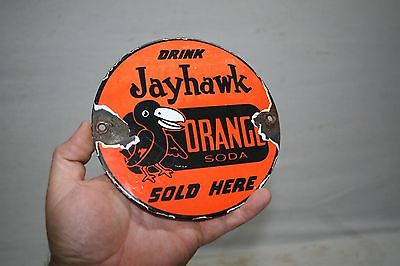 DRINK
Jayhawk
ORANGE
SODA
SOLD HERE